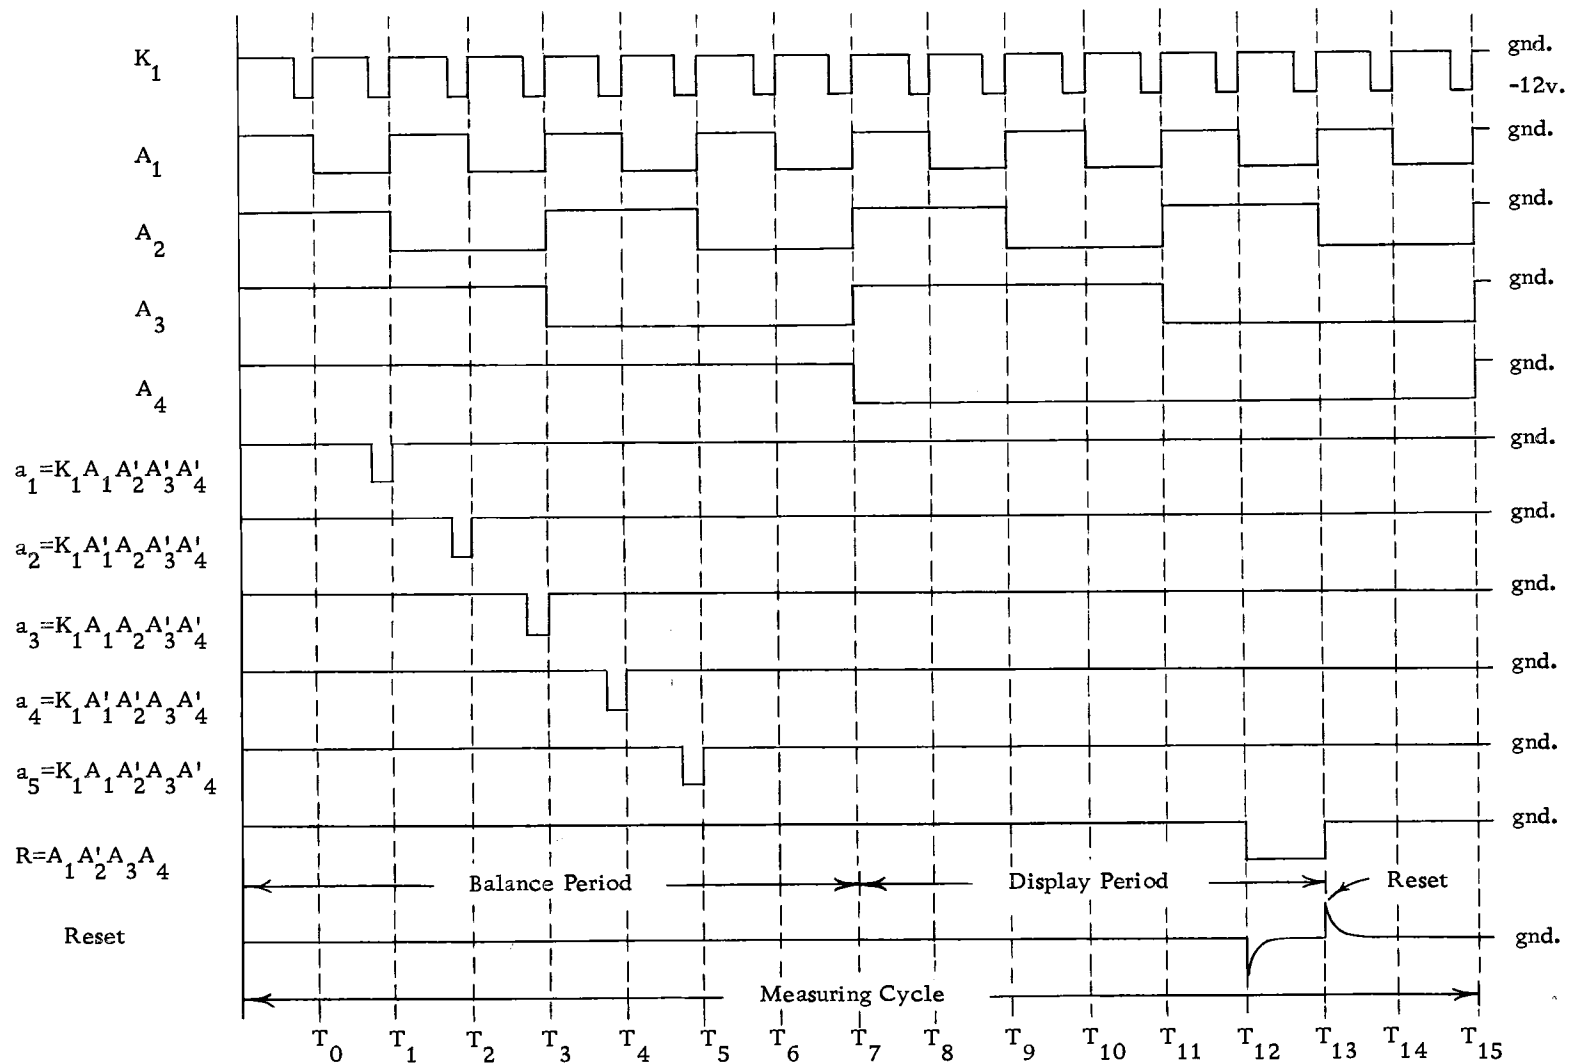 K1 gnd.
-12v.
A1 gnd.
A2 gnd.
A3 gnd.
A4 gnd.
a1=K1A1A'2A'3A'4 gnd.
a2=K1A'1A2A'3A'4 gnd.
a3=K1A1A2A'3A'4 gnd.
a4=K1A'1A'2A3A'4 gnd.
a5=K1A1A'2A3A'4 gnd.
R=A1A'2A3A4 gnd.
Balance Period Display Period Reset
Reset gnd.
Measuring Cycle
T0 T1 T2 T3 T4 T5 T6 T7 T8 T9 T10 T11 T12 T13 T14 T15